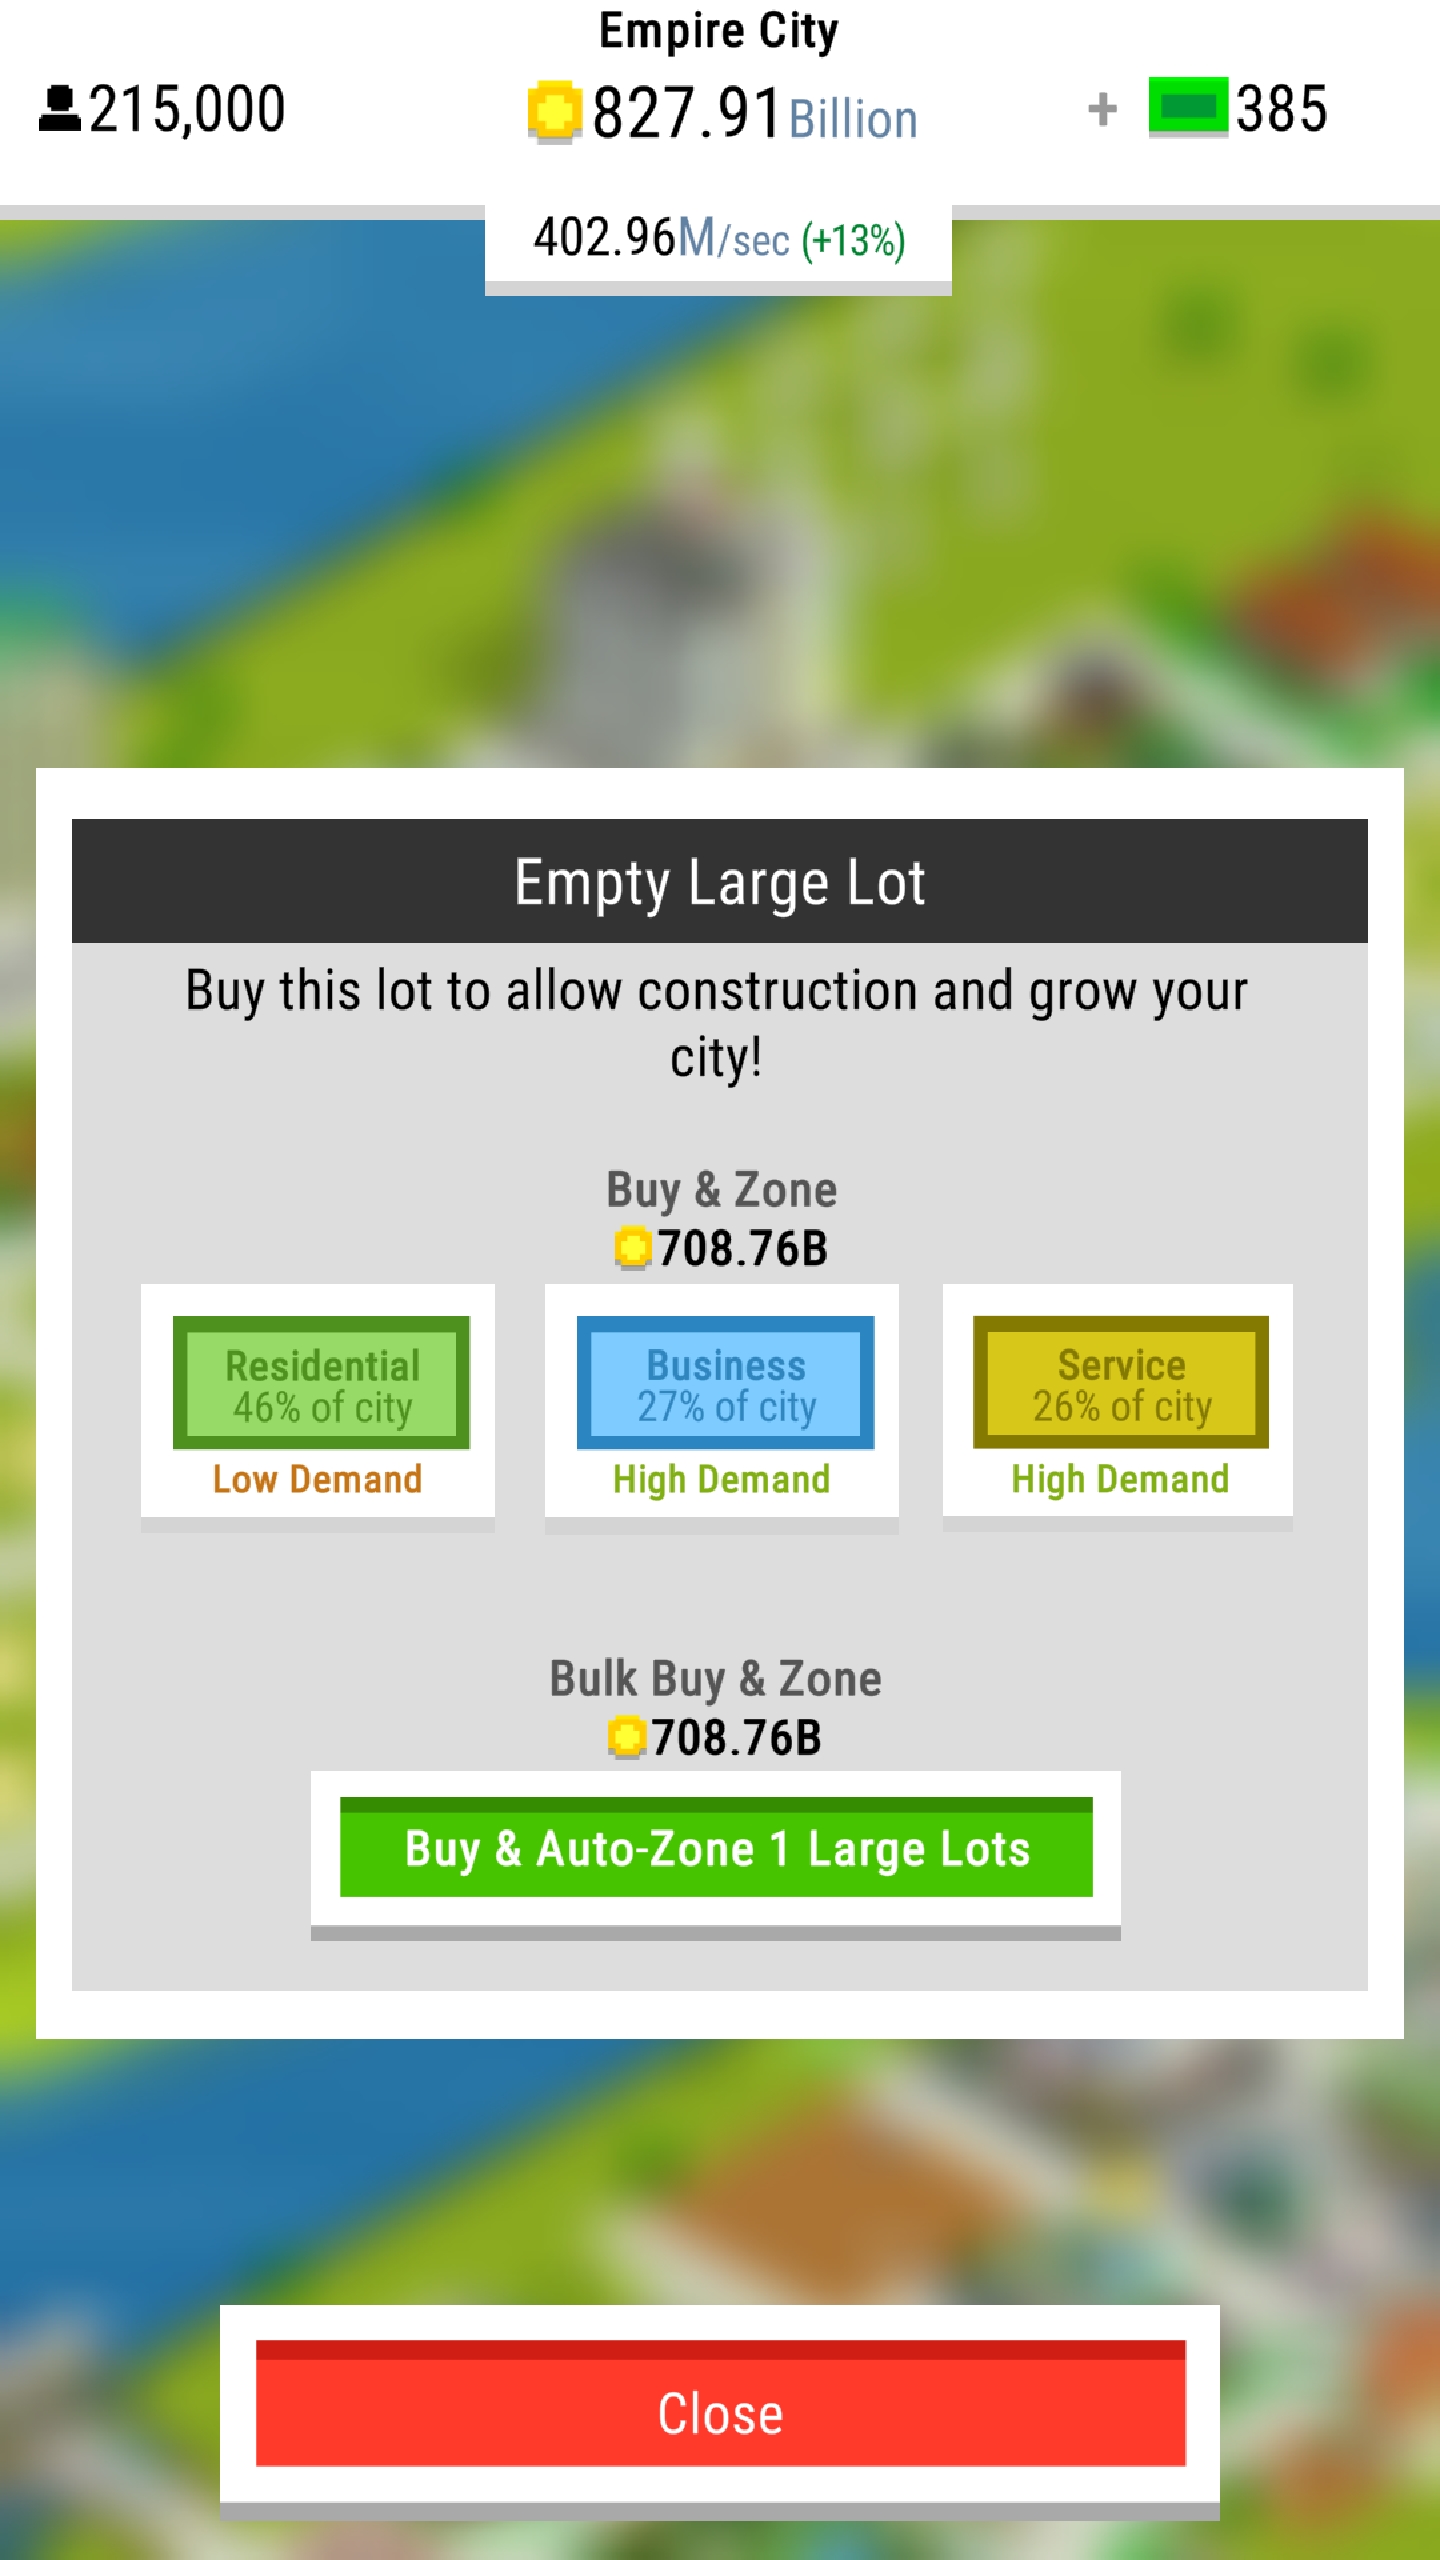 Empire City
215,000
827.91 Billion
+ 385
402.96M/sec (+13%)
Empty Large Lot
Buy this lot to allow construction and grow your
city!
Buy & Zone
708.76B
Residential
46% of city
Low Demand
Business
27% of city
High Demand
Service
26% of city
High Demand
Bulk Buy & Zone
708.76B
Buy & Auto-Zone 1 Large Lots
Close